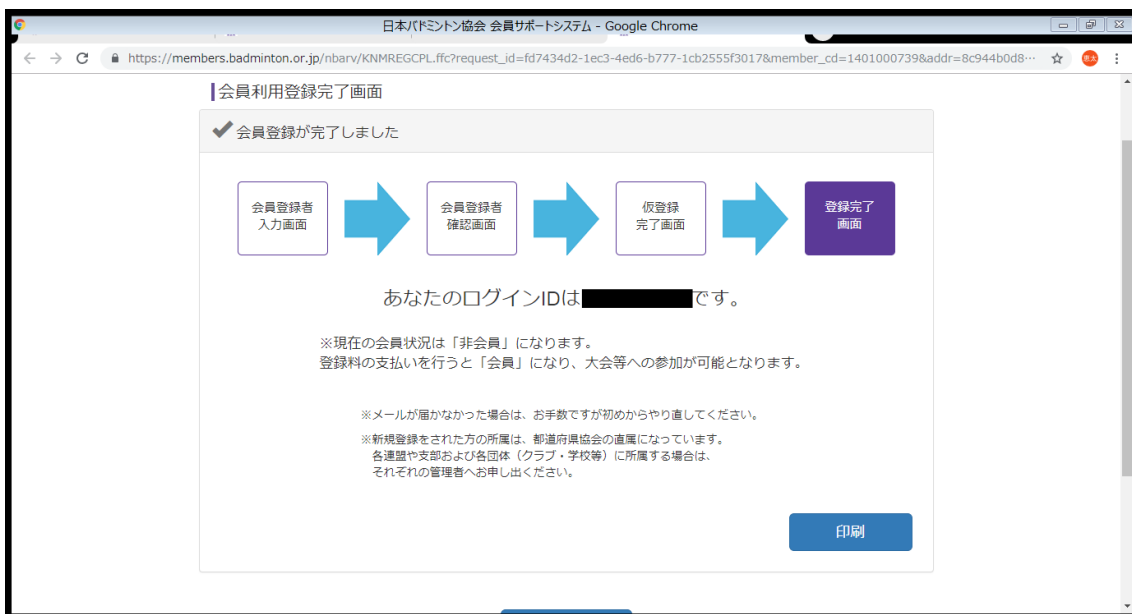 日本バドミントン協会 会員サポートシステム - Google Chrome
https://members.badminton.or.jp/nbarv/KNMREGCPL.ffc?request_id=fd7434d2-1ec3-4ed6-b777-1cb2555f3017&member_cd=1401000739&addr=8c944b0d8…
会員利用登録完了画面
会員登録が完了しました
会員登録者
入力画面
会員登録者
確認画面
仮登録
完了画面
登録完了
画面
あなたのログインIDは
です。
※現在の会員状況は「非会員」になります。
登録料の支払いを行うと「会員」になり、大会等への参加が可能となります。
※メールが届かなかった場合は、お手数ですが初めからやり直してください。
※新規登録をされた方の所属は、都道府県協会の直属になっています。
各連盟や支部および各団体（クラブ・学校等）に所属する場合は、
それぞれの管理者へお申し出ください。
印刷